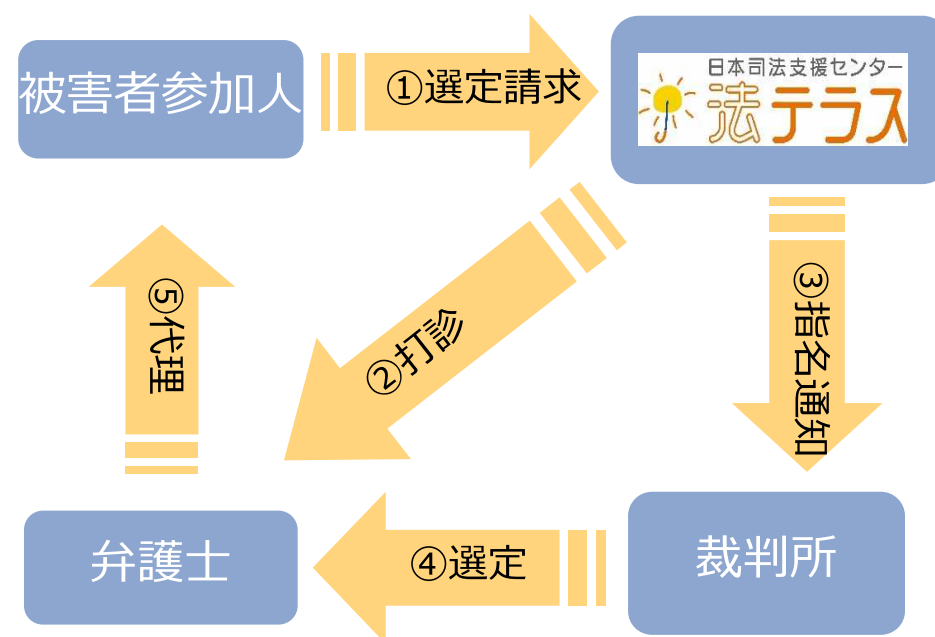 被害者参加人
①選定請求
日本司法支援センター
法テラス
②打診
③指名通知
⑤代理
弁護士
④選定
裁判所